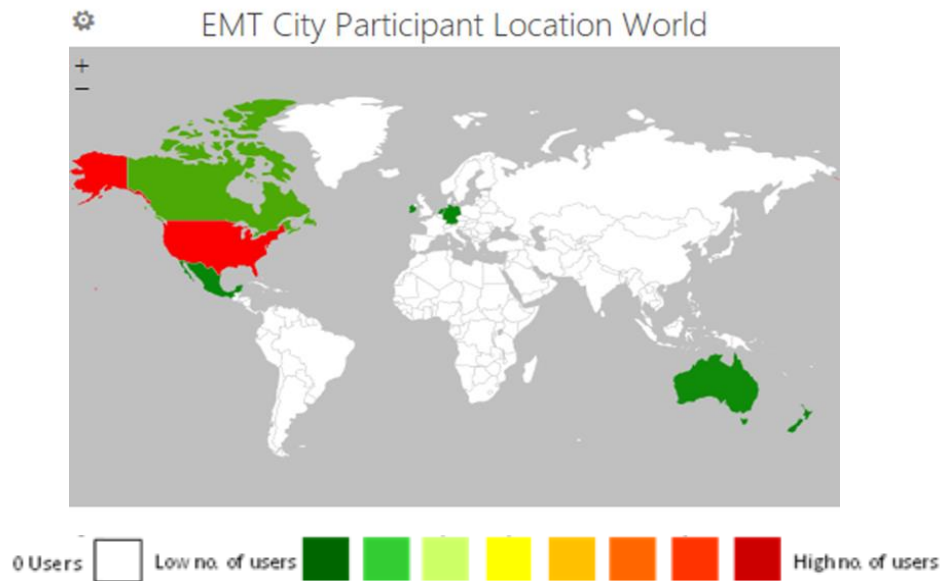 EMT City Participant Location World
+
−
0 Users
Low no. of users
High no. of users